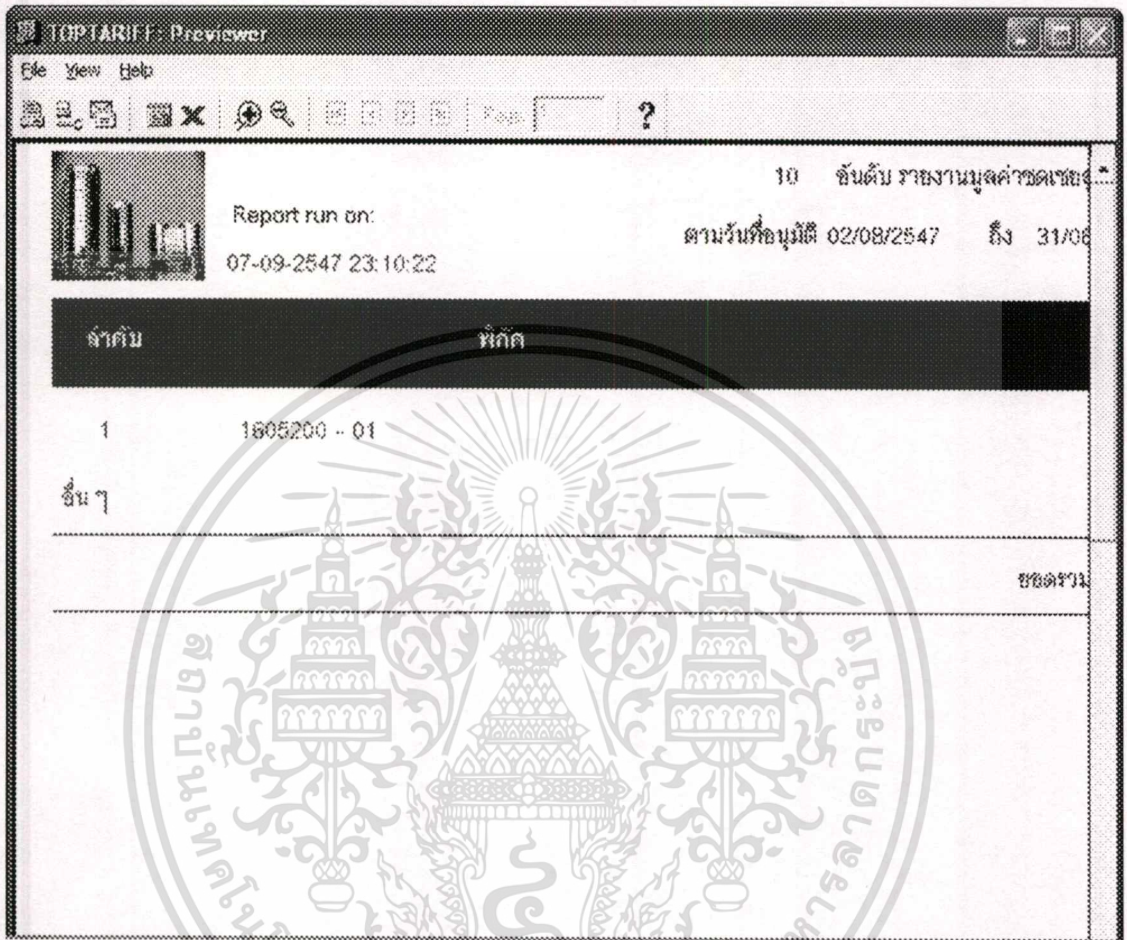 TOPTARIFF: Previewer
File View Help
Page:
?
10 อันดับ รายงานมูลค่าชดเชย
Report run on:
ตามวันที่อนุมัติ 02/08/2547 ถึง 31/08
07-09-2547 23:10:22
ลำดับ พิกัด
1 1605200 - 01
อื่น ๆ
ยอดรวม